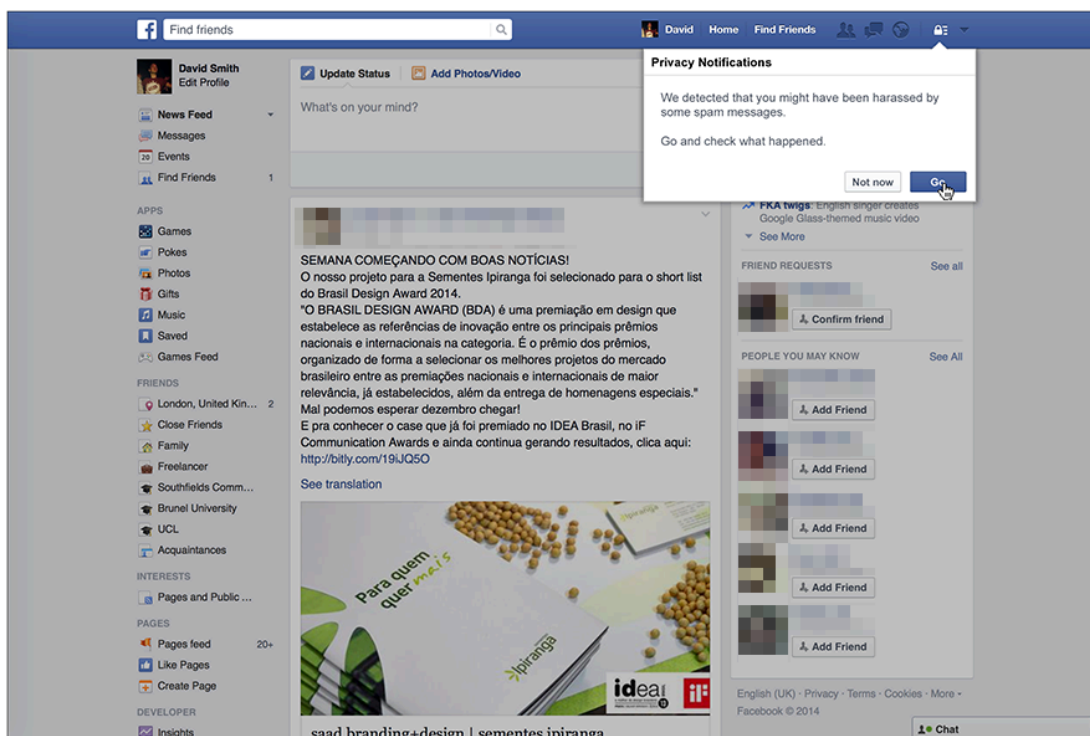 Find friends
David
Home
Find Friends
David Smith
Edit Profile
News Feed
Messages
20 Events
Find Friends 1
APPS
Games
Pokes
Photos
Gifts
Music
Saved
Games Feed
FRIENDS
London, United Kin... 2
Close Friends
Family
Freelancer
Southfields Comm...
Brunel University
UCL
Acquaintances
INTERESTS
Pages and Public ...
PAGES
Pages feed 20+
Like Pages
Create Page
DEVELOPER
Insights
Update Status
Add Photos/Video
What's on your mind?
SEMANA COMEÇANDO COM BOAS NOTÍCIAS!
O nosso projeto para a Sementes Ipiranga foi selecionado para o short list
do Brasil Design Award 2014.
"O BRASIL DESIGN AWARD (BDA) é uma premiação em design que
estabelece as referências de inovação entre os principais prêmios
nacionais e internacionais na categoria. É o prêmio dos prêmios,
organizado de forma a selecionar os melhores projetos do mercado
brasileiro entre as premiações nacionais e internacionais de maior
relevância, já estabelecidos, além da entrega de homenagens especiais."
Mal podemos esperar dezembro chegar!
E pra conhecer o case que já foi premiado no IDEA Brasil, no iF
Communication Awards e ainda continua gerando resultados, clica aqui:
http://bitly.com/19iJQ5O
See translation
Para quem
quer mais
Ipiranga
Ipiranga
idea
iF
saad branding+design | sementes ipiranga
Privacy Notifications
We detected that you might have been harassed by
some spam messages.
Go and check what happened.
Not now
Go
FKA twigs: English singer creates
Google Glass-themed music video
See More
FRIEND REQUESTS
See all
Confirm friend
PEOPLE YOU MAY KNOW
See All
Add Friend
Add Friend
Add Friend
Add Friend
Add Friend
English (UK) · Privacy · Terms · Cookies · More
Facebook © 2014
1 Chat